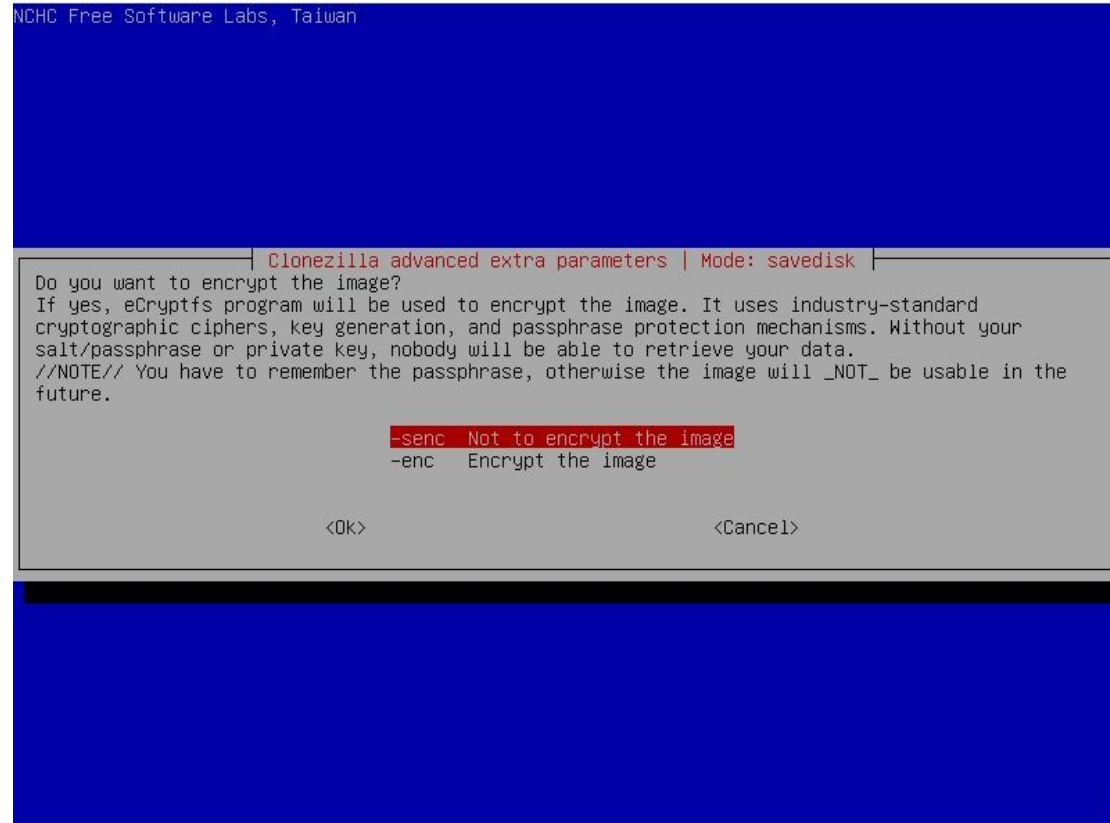 NCHC Free Software Labs, Taiwan
Clonezilla advanced extra parameters | Mode: savedisk
Do you want to encrypt the image?
If yes, eCryptfs program will be used to encrypt the image. It uses industry-standard
cryptographic ciphers, key generation, and passphrase protection mechanisms. Without your
salt/passphrase or private key, nobody will be able to retrieve your data.
//NOTE// You have to remember the passphrase, otherwise the image will _NOT_ be usable in the
future.
-senc Not to encrypt the image
-enc Encrypt the image
<Ok> <Cancel>